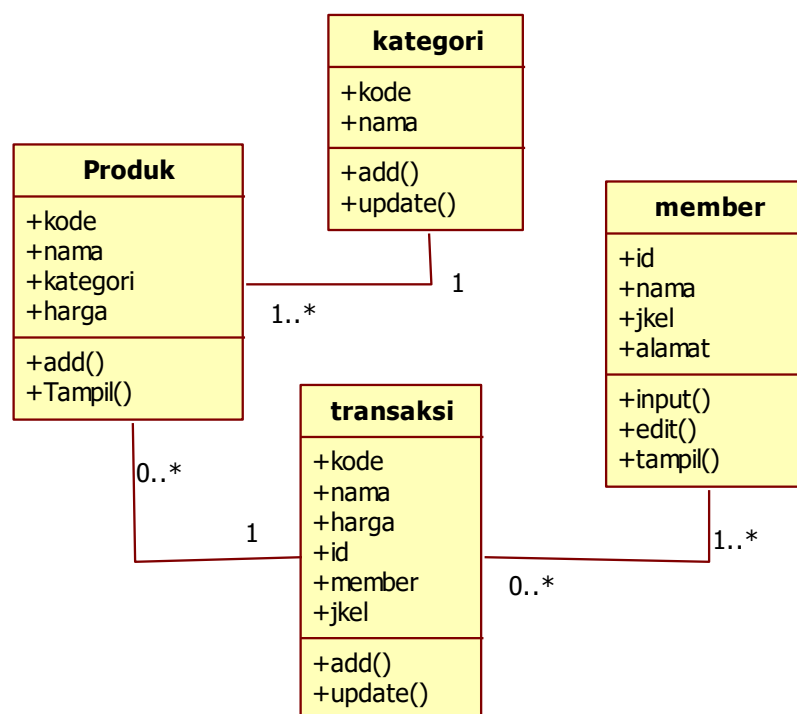 kategori
+kode
+nama
+add()
+update()
Produk
+kode
+nama
+kategori
+harga
+add()
+Tampil()
1
1..*
member
+id
+nama
+jkel
+alamat
+input()
+edit()
+tampil()
transaksi
+kode
+nama
+harga
+id
+member
+jkel
+add()
+update()
0..*
1
0..*
1..*